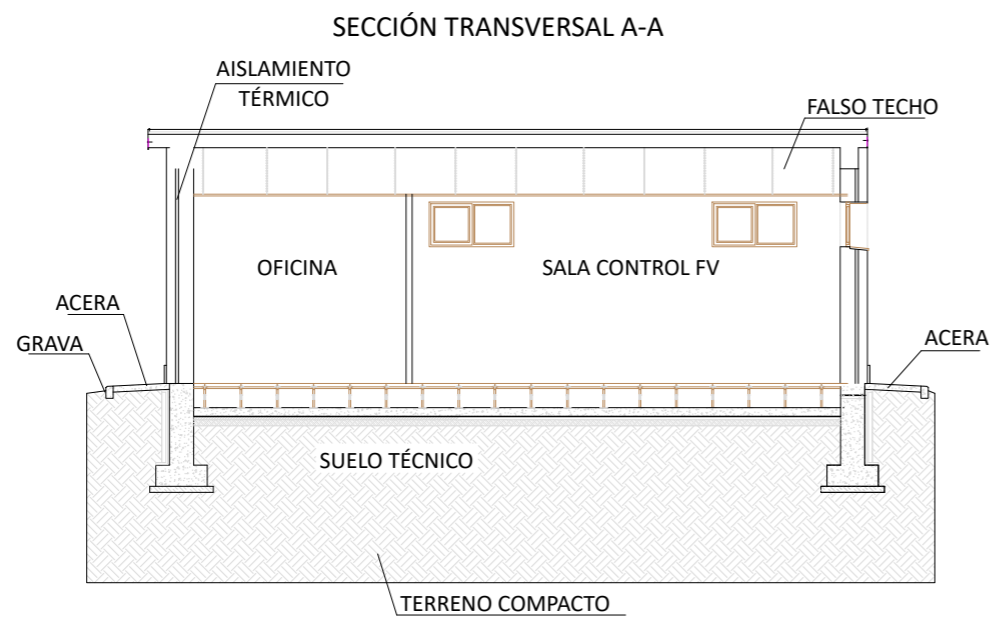 SECCIÓN TRANSVERSAL A-A
AISLAMIENTO
TÉRMICO
FALSO TECHO
OFICINA
SALA CONTROL FV
ACERA
GRAVA
ACERA
SUELO TÉCNICO
TERRENO COMPACTO